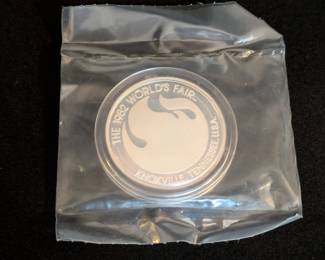 THE 1982 WORLD'S FAIR
KNOXVILLE, TENNESSEE, U.S.A.